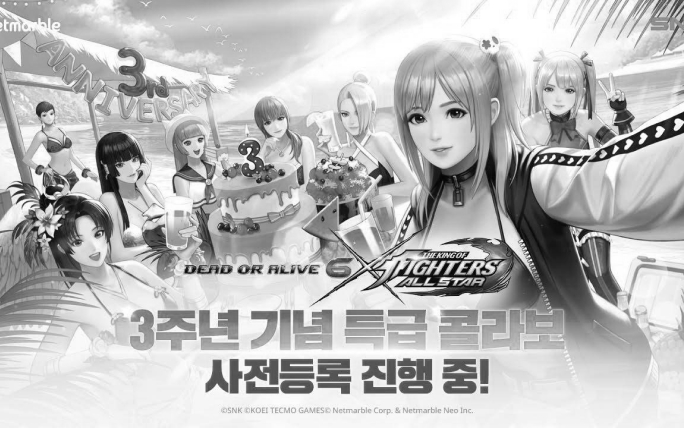 Netmarble
SNK
3RD
ANNIVERSARY
3
DEAD OR ALIVE 6 X THE KING OF FIGHTERS ALL STAR
3주년 기념 특급 콜라보
사전등록 진행 중!
©SNK ©KOEI TECMO GAMES© Netmarble Corp. & Netmarble Neo Inc.